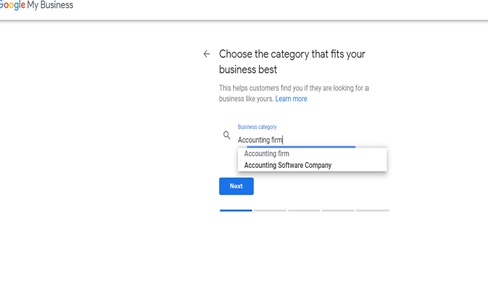 Google My Business
Choose the category that fits your
business best
This helps customers find you if they are looking for a
business like yours. Learn more
Business category
Accounting firm
Accounting firm
Accounting Software Company
Next